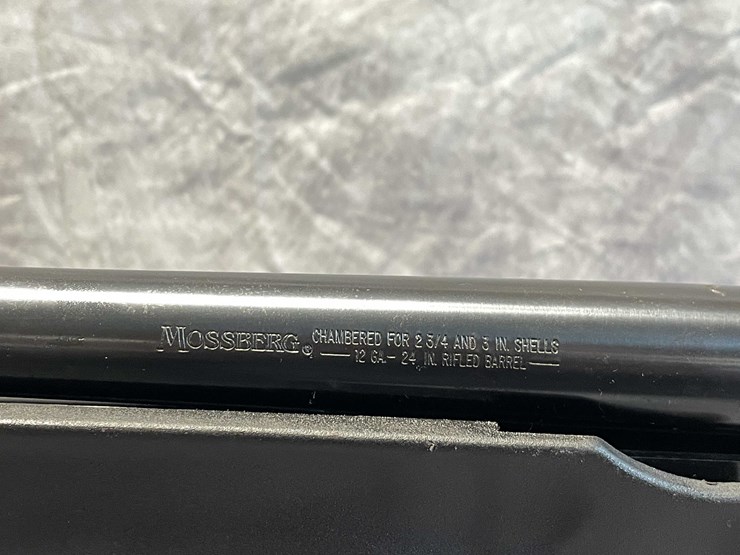 MOSSBERG® CHAMBERED FOR 2 3/4 AND 3 IN. SHELLS
12 GA.- 24 IN. RIFLED BARREL